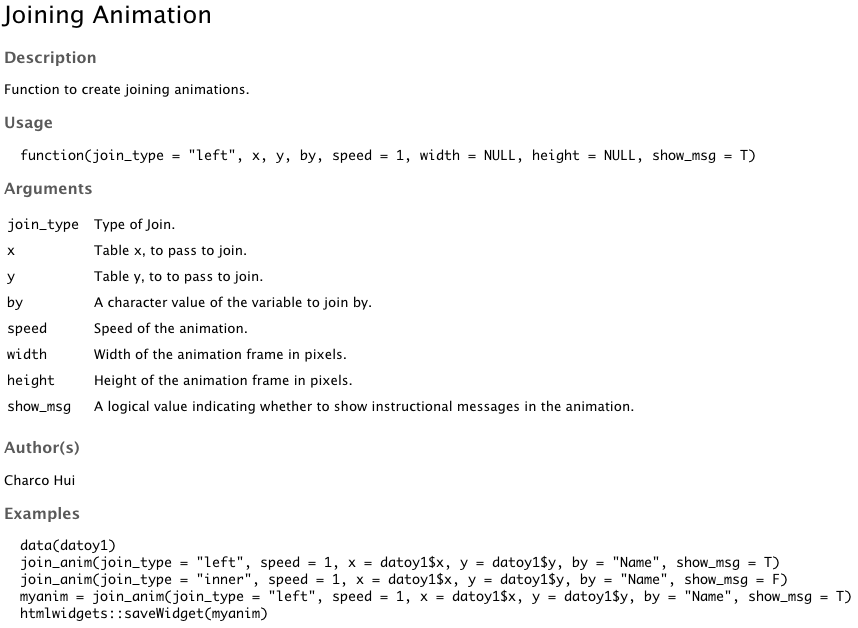 Joining Animation
Description
Function to create joining animations.
Usage
function(join_type = "left", x, y, by, speed = 1, width = NULL, height = NULL, show_msg = T)
Arguments
join_type Type of Join.
x Table x, to pass to join.
y Table y, to to pass to join.
by A character value of the variable to join by.
speed Speed of the animation.
width Width of the animation frame in pixels.
height Height of the animation frame in pixels.
show_msg A logical value indicating whether to show instructional messages in the animation.
Author(s)
Charco Hui
Examples
data(datoy1)
join_anim(join_type = "left", speed = 1, x = datoy1$x, y = datoy1$y, by = "Name", show_msg = T)
join_anim(join_type = "inner", speed = 1, x = datoy1$x, y = datoy1$y, by = "Name", show_msg = F)
myanim = join_anim(join_type = "left", speed = 1, x = datoy1$x, y = datoy1$y, by = "Name", show_msg = T)
htmlwidgets::saveWidget(myanim)